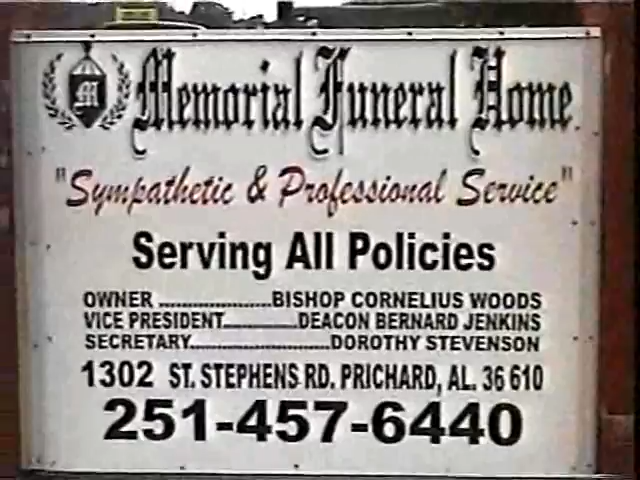 M Memorial Funeral Home
"Sympathetic & Professional Service"
Serving All Policies
OWNER ....................BISHOP CORNELIUS WOODS
VICE PRESIDENT.............DEACON BERNARD JENKINS
SECRETARY.........................DOROTHY STEVENSON
1302 ST. STEPHENS RD. PRICHARD, AL. 36 610
251-457-6440